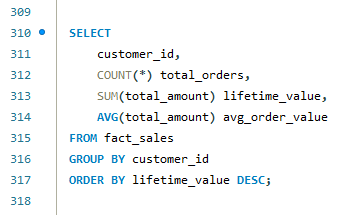 309
310 SELECT
311 customer_id,
312 COUNT(*) total_orders,
313 SUM(total_amount) lifetime_value,
314 AVG(total_amount) avg_order_value
315 FROM fact_sales
316 GROUP BY customer_id
317 ORDER BY lifetime_value DESC;
318